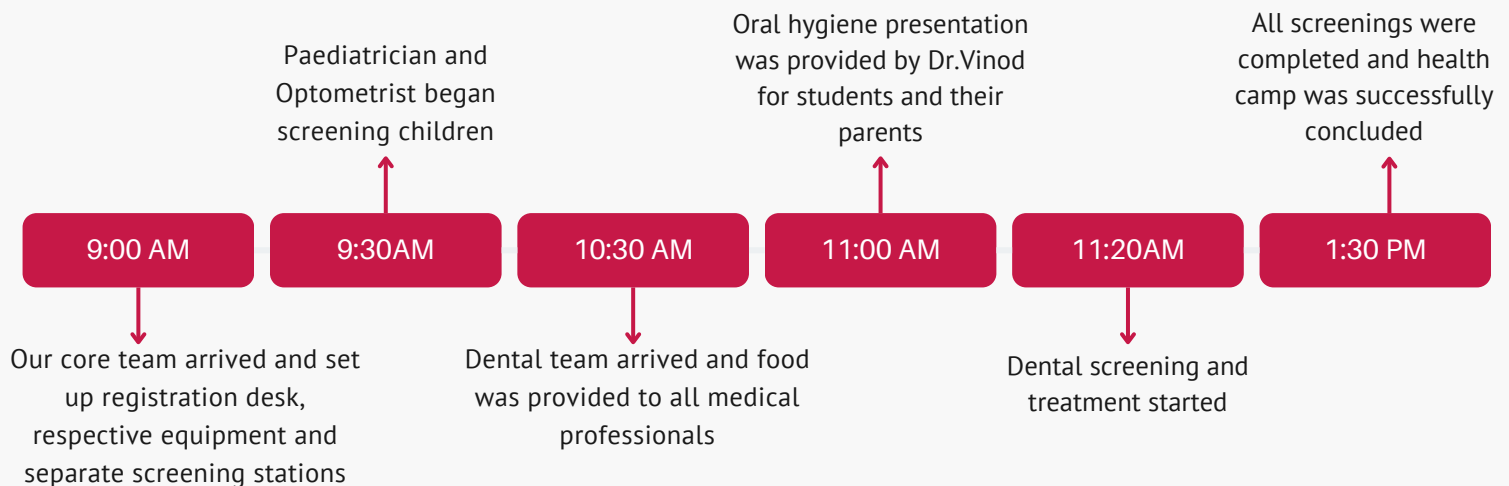 Paediatrician and
Optometrist began
screening children
Oral hygiene presentation
was provided by Dr.Vinod
for students and their
parents
All screenings were
completed and health
camp was successfully
concluded
9:00 AM
9:30AM
10:30 AM
11:00 AM
11:20AM
1:30 PM
Our core team arrived and set
up registration desk,
respective equipment and
separate screening stations
Dental team arrived and food
was provided to all medical
professionals
Dental screening and
treatment started